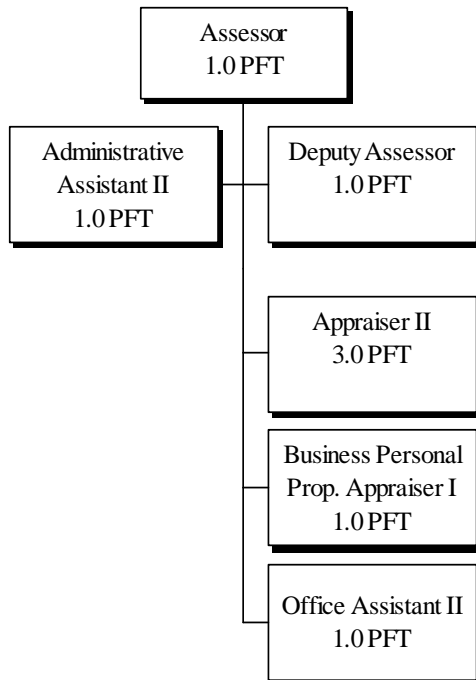 Assessor
1.0 PFT
Administrative
Assistant II
1.0 PFT
Deputy Assessor
1.0 PFT
Appraiser II
3.0 PFT
Business Personal
Prop. Appraiser I
1.0 PFT
Office Assistant II
1.0 PFT